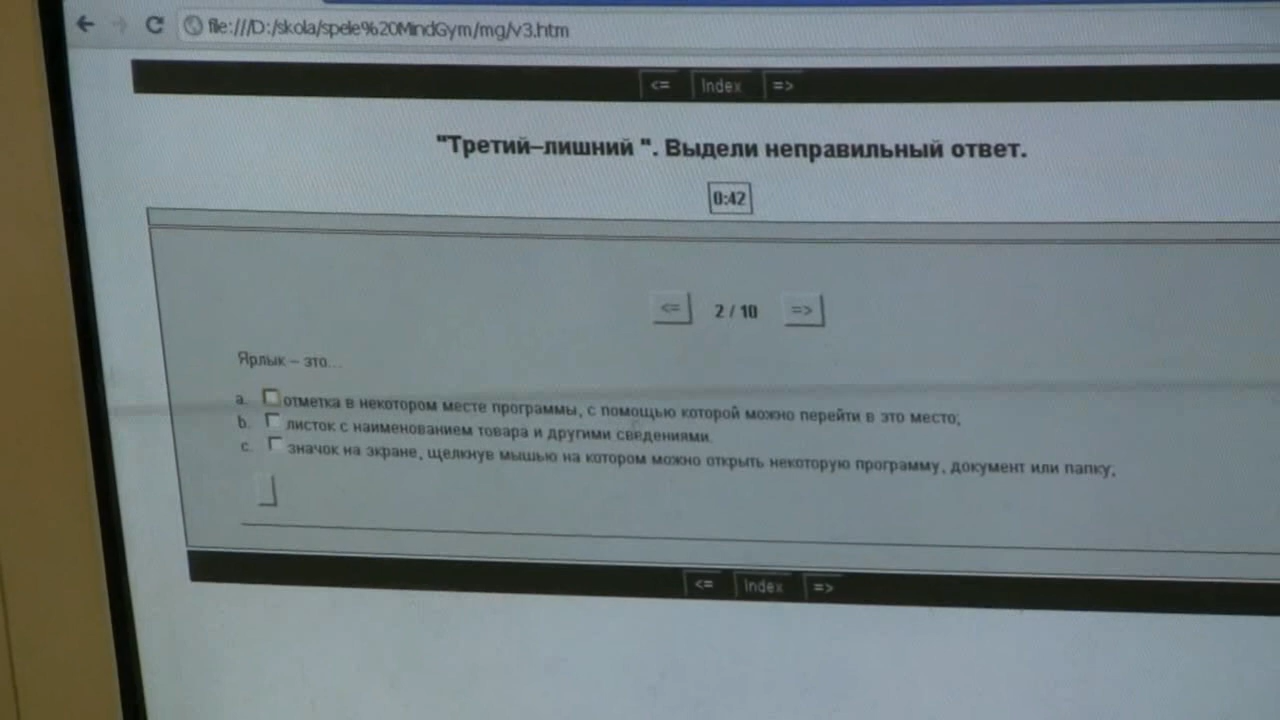 file:///D:/skola/spele%20MindGym/mg/v3.htm
<= Index =>
"Третий–лишний ". Выдели неправильный ответ.
0:42
<= 2 / 10 =>
Ярлык – это...
a. отметка в некотором месте программы, с помощью которой можно перейти в это место;
b. листок с наименованием товара и другими сведениями.
c. значок на экране, щелкнув мышью на котором можно открыть некоторую программу, документ или папку;
<= Index =>